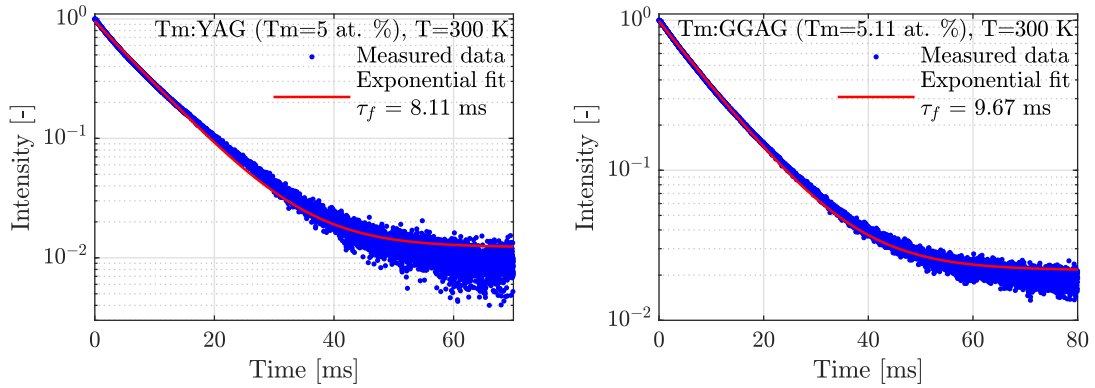 Tm:YAG (Tm=5 at. %), T=300 K
Measured data
Exponential fit
τf = 8.11 ms
Intensity [-]
10^0
10^-1
10^-2
0 20 40 60
Time [ms]
Tm:GGAG (Tm=5.11 at. %), T=300 K
Measured data
Exponential fit
τf = 9.67 ms
Intensity [-]
10^0
10^-1
10^-2
0 20 40 60 80
Time [ms]